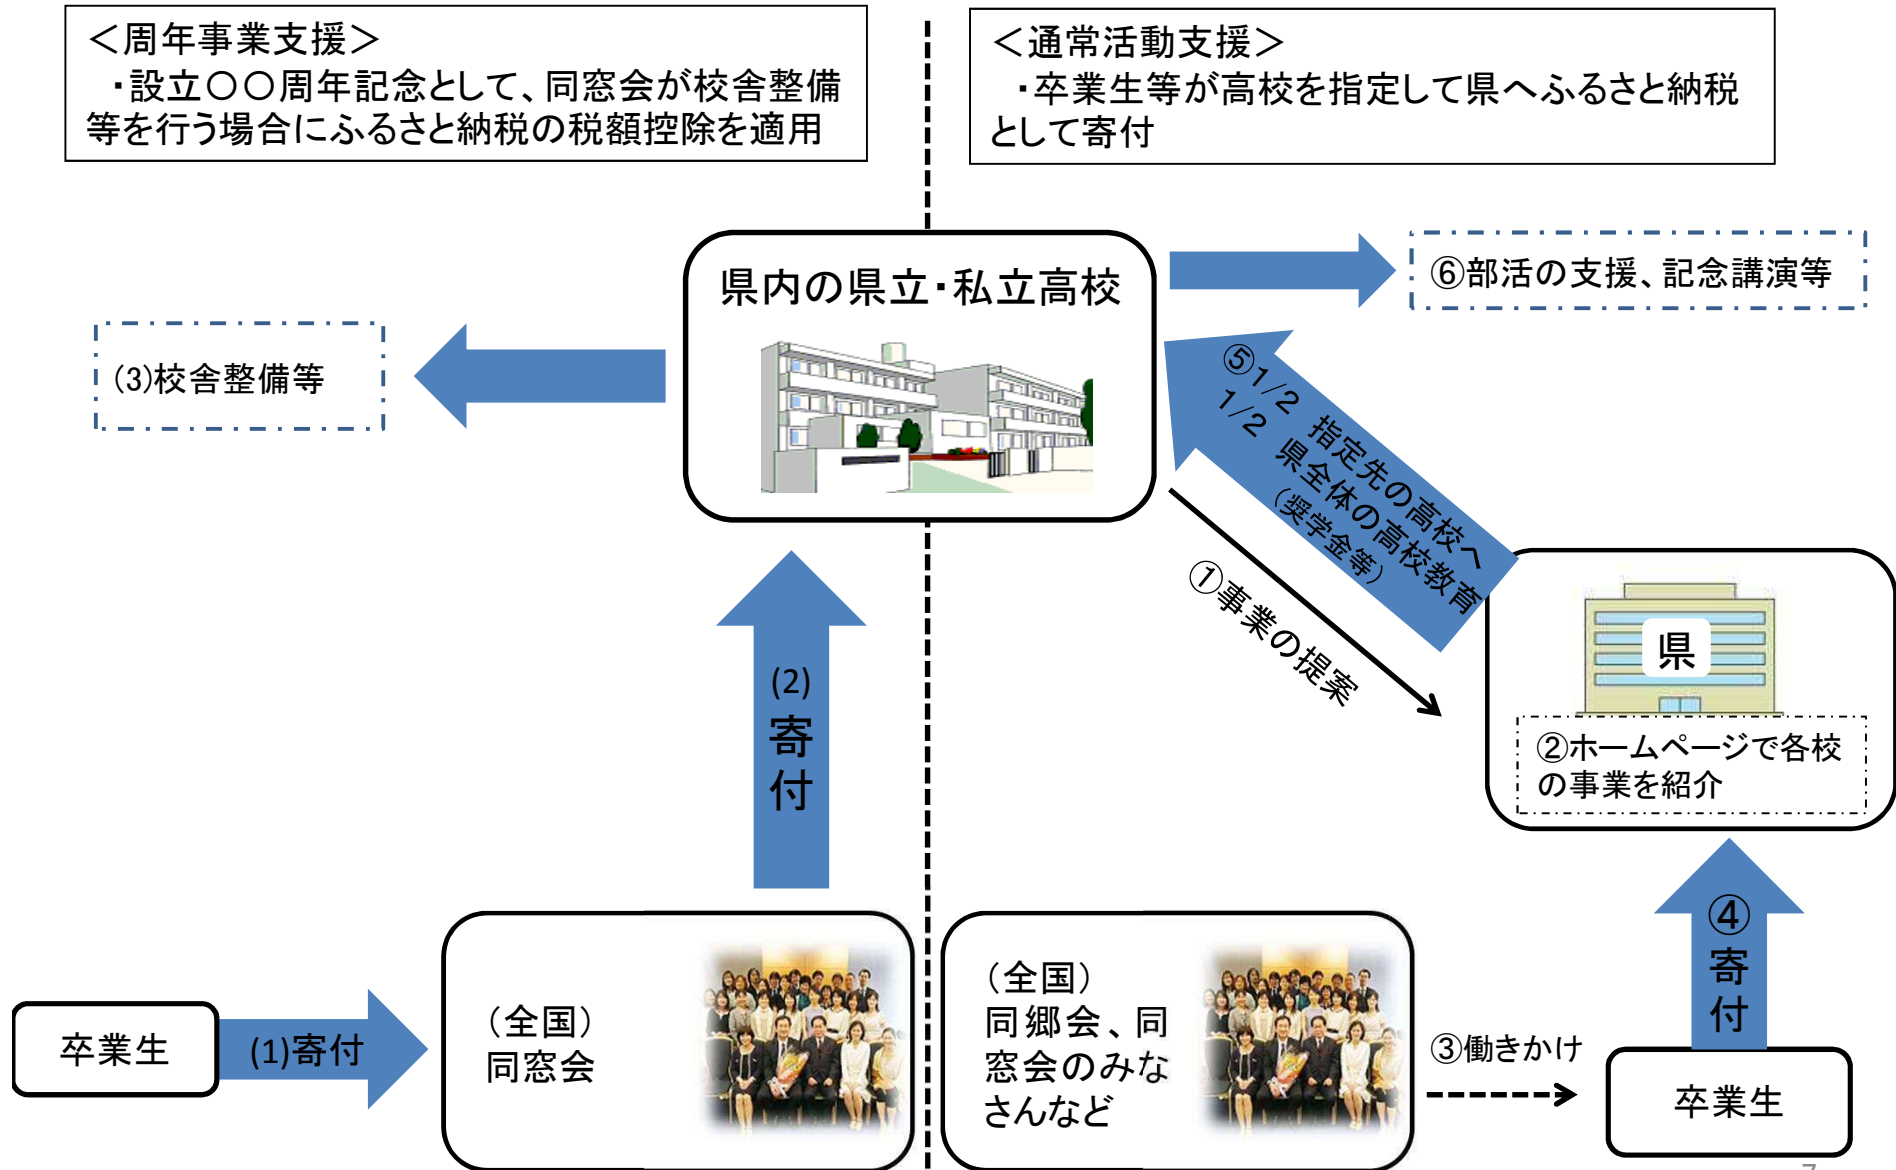 ＜周年事業支援＞
・設立〇〇周年記念として、同窓会が校舎整備
等を行う場合にふるさと納税の税額控除を適用
＜通常活動支援＞
・卒業生等が高校を指定して県へふるさと納税
として寄付
県内の県立・私立高校
⑥部活の支援、記念講演等
(3)校舎整備等
⑤1/2 指定先の高校へ
1/2 県全体の高校教育
（奨学金等）
①事業の提案
県
②ホームページで各校
の事業を紹介
(2)
寄
付
④
寄
付
卒業生
(1)寄付
（全国）
同窓会
（全国）
同郷会、同
窓会のみな
さんなど
③働きかけ
卒業生
7